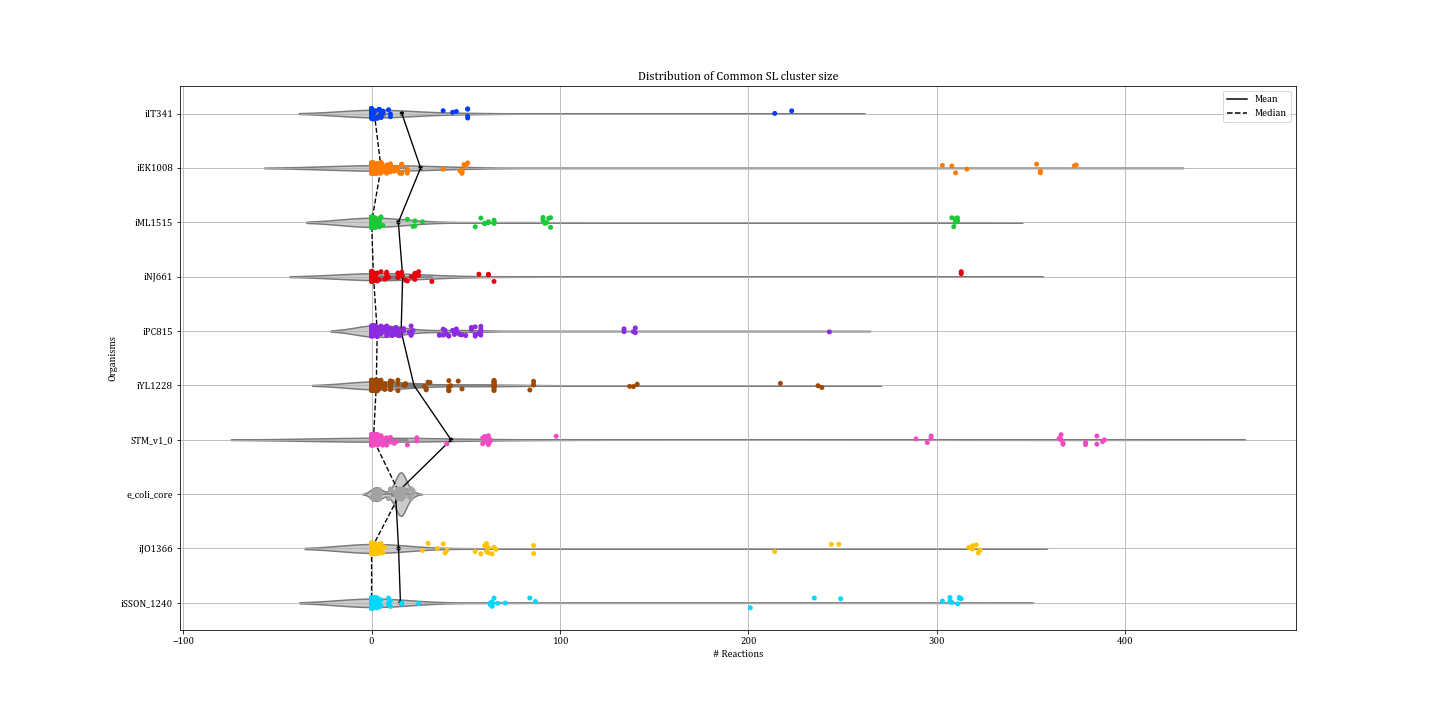 Distribution of Common SL cluster size
Mean
Median
Organisms
iIT341
iEK1008
iML1515
iNJ661
iPC815
iYL1228
STM_v1_0
e_coli_core
iJO1366
iSSON_1240
−100
0
100
200
300
400
# Reactions